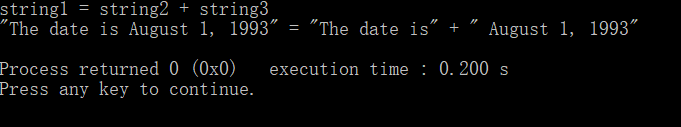 string1 = string2 + string3
"The date is August 1, 1993" = "The date is" + " August 1, 1993"
Process returned 0 (0x0)   execution time : 0.200 s
Press any key to continue.